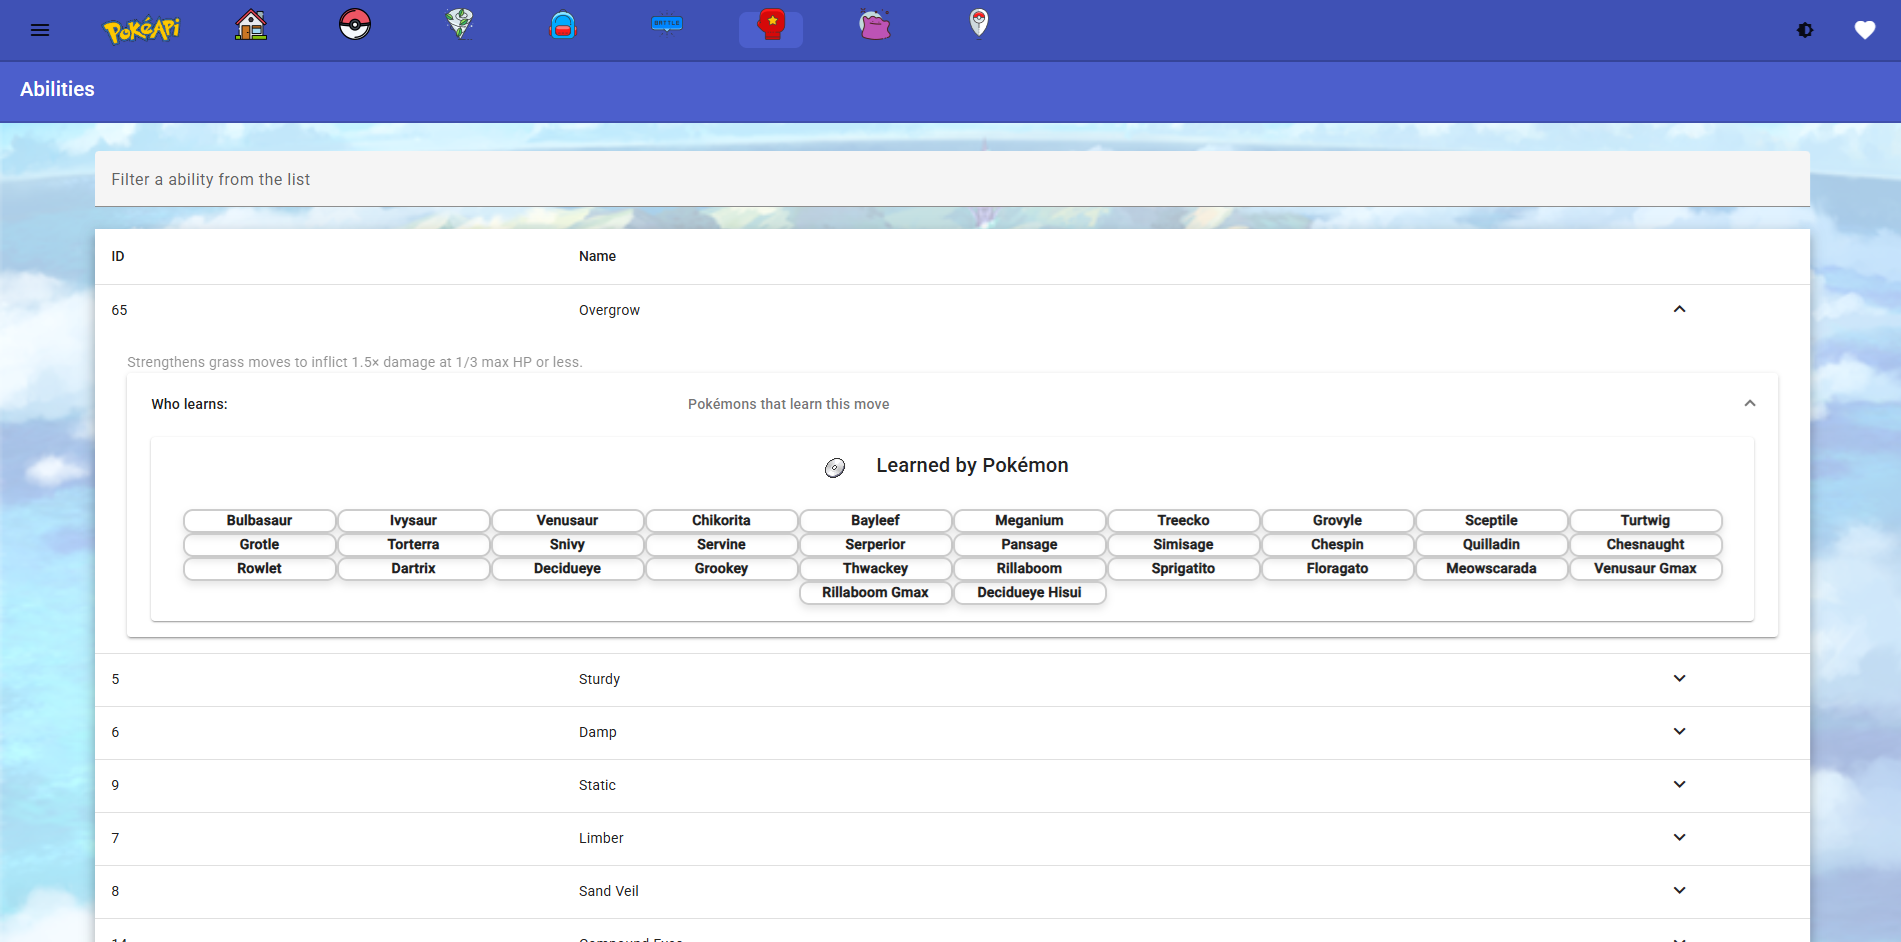 PokéApi
BATTLE
Abilities
Filter a ability from the list
ID Name
65 Overgrow
Strengthens grass moves to inflict 1.5× damage at 1/3 max HP or less.
Who learns: Pokémons that learn this move
Learned by Pokémon
Bulbasaur Ivysaur Venusaur Chikorita Bayleef Meganium Treecko Grovyle Sceptile Turtwig
Grotle Torterra Snivy Servine Serperior Pansage Simisage Chespin Quilladin Chesnaught
Rowlet Dartrix Decidueye Grookey Thwackey Rillaboom Sprigatito Floragato Meowscarada Venusaur Gmax
Rillaboom Gmax Decidueye Hisui
5 Sturdy
6 Damp
9 Static
7 Limber
8 Sand Veil
14 Compound Eyes